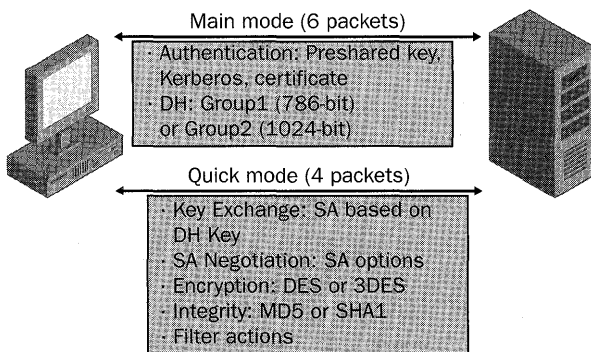 Main mode (6 packets)
· Authentication: Preshared key,
Kerberos, certificate
· DH: Group1 (786-bit)
or Group2 (1024-bit)
Quick mode (4 packets)
· Key Exchange: SA based on
DH Key
· SA Negotiation: SA options
· Encryption: DES or 3DES
· Integrity: MD5 or SHA1
· Filter actions